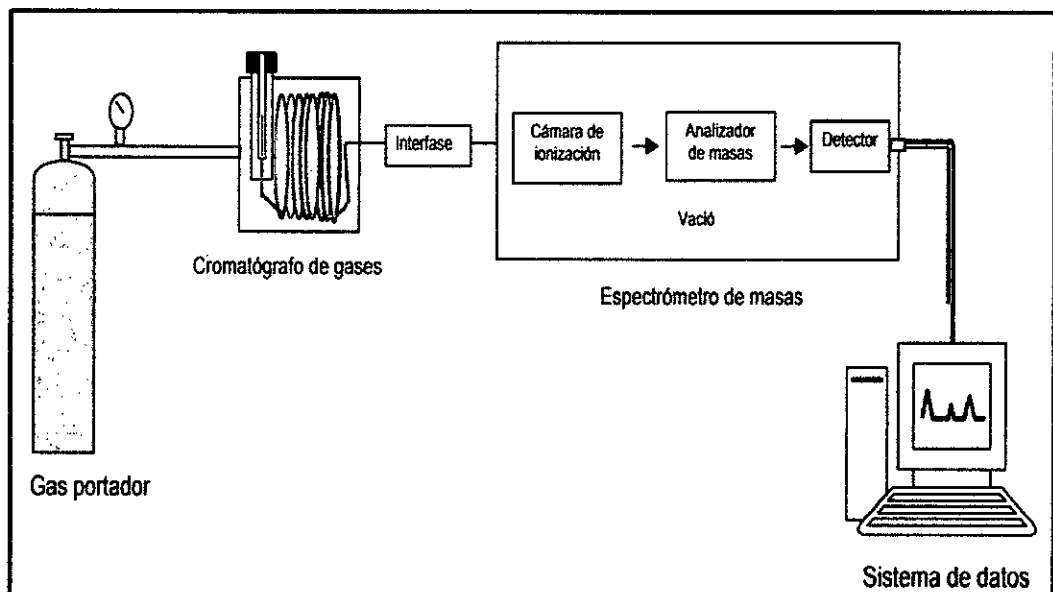 Interfase
Cámara de
ionización
Analizador
de masas
Detector
Vació
Cromatógrafo de gases
Espectrómetro de masas
Gas portador
Sistema de datos